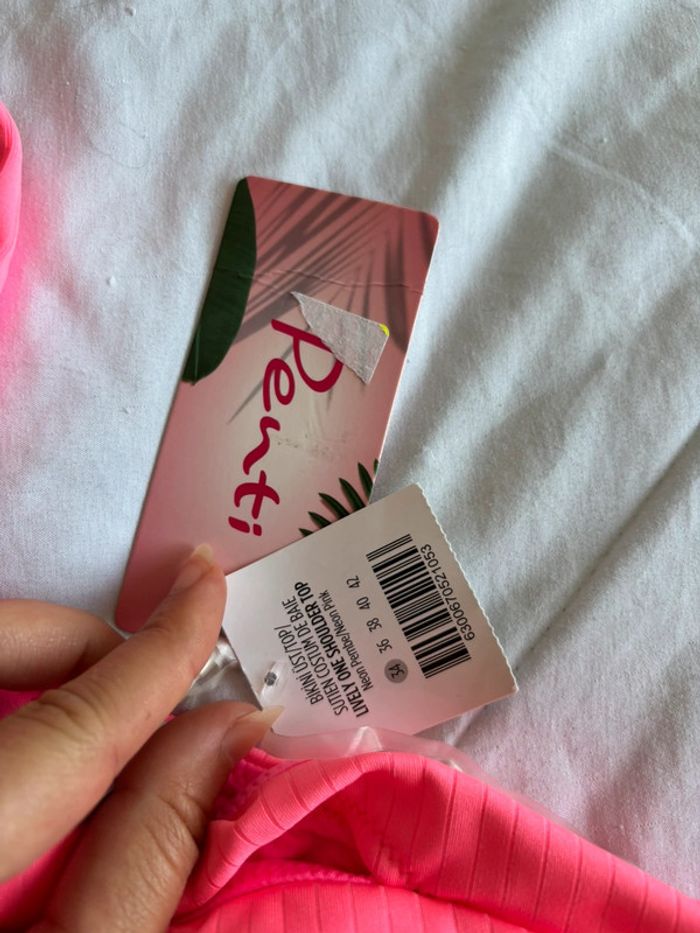 Penti
BIKINI ÜST/TOP/
SUTIEN COSTUM DE BAIE
LIVELY ONE SHOULDER TOP
Neon Pembe/Neon Pink
34 36 38 40 42
6300670521053